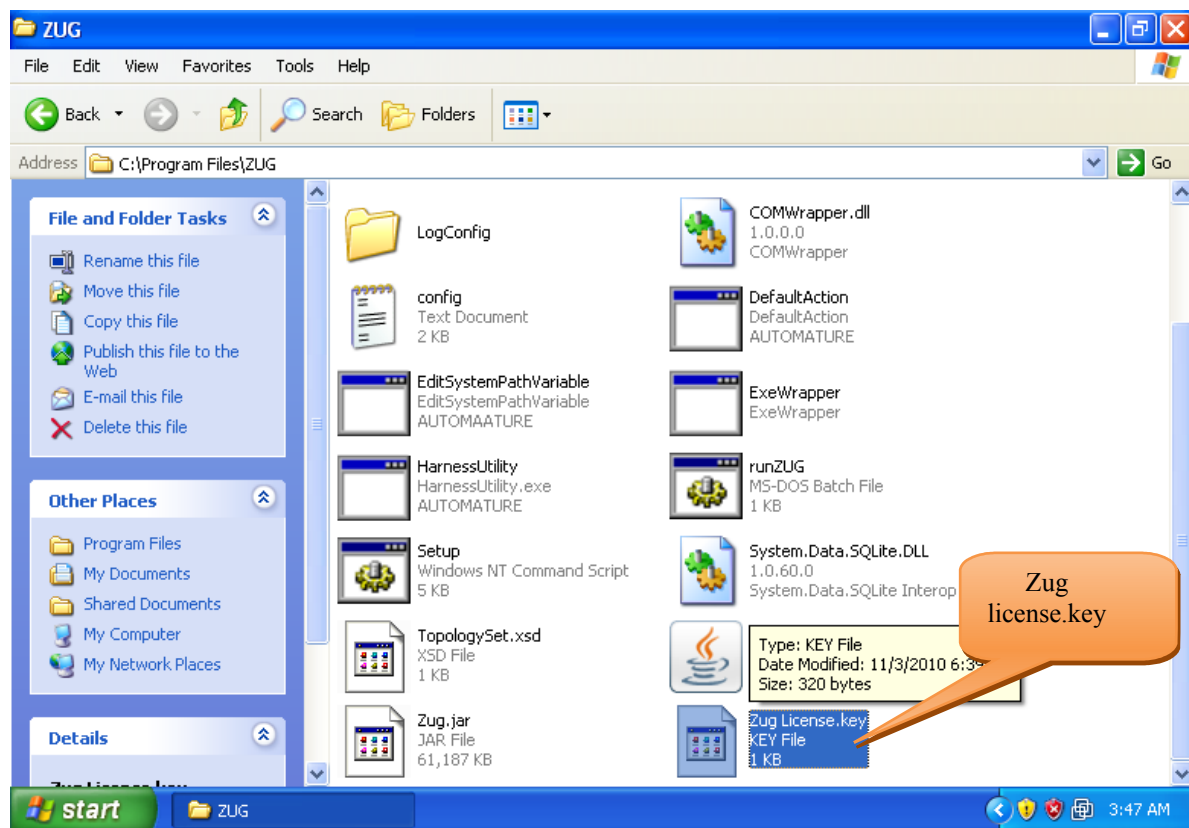 ZUG
File Edit View Favorites Tools Help
Back Search Folders
Address C:\Program Files\ZUG Go
File and Folder Tasks
Rename this file
Move this file
Copy this file
Publish this file to the
Web
E-mail this file
Delete this file
Other Places
Program Files
My Documents
Shared Documents
My Computer
My Network Places
Details
LogConfig
COMWrapper.dll
1.0.0.0
COMWrapper
config
Text Document
2 KB
DefaultAction
DefaultAction
AUTOMATURE
EditSystemPathVariable
EditSystemPathVariable
AUTOMAATURE
ExeWrapper
ExeWrapper
HarnessUtility
HarnessUtility.exe
AUTOMATURE
runZUG
MS-DOS Batch File
1 KB
Setup
Windows NT Command Script
5 KB
System.Data.SQLite.DLL
1.0.60.0
System.Data.SQLite Interop
Zug
license.key
TopologySet.xsd
XSD File
1 KB
Type: KEY File
Date Modified: 11/3/2010
Size: 320 bytes
Zug.jar
JAR File
61,187 KB
Zug License.key
KEY File
1 KB
start ZUG 3:47 AM